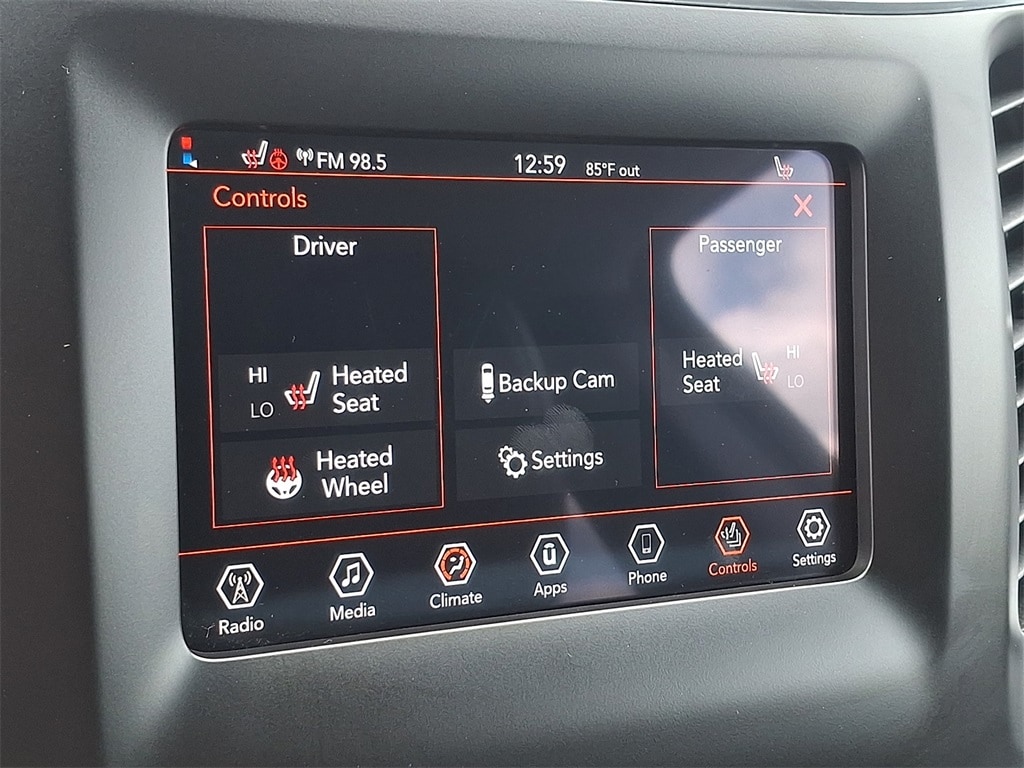 FM 98.5 12:59 85°F out
Controls X
Driver
Passenger
HI
LO
Heated
Seat
Backup Cam
Heated
Seat
HI
LO
Heated
Wheel
Settings
Radio
Media
Climate
Apps
Phone
Controls
Settings